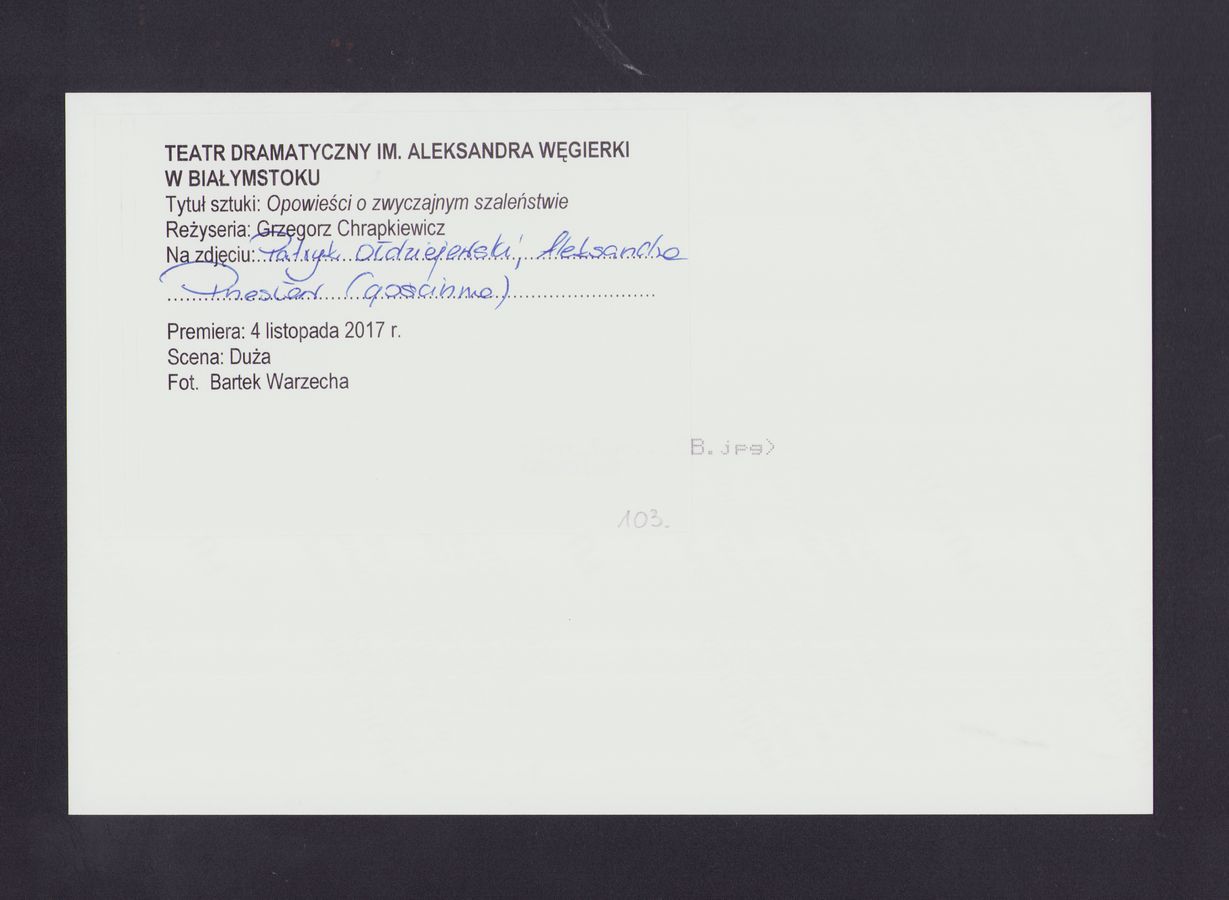 TEATR DRAMATYCZNY IM. ALEKSANDRA WĘGIERKI
W BIAŁYMSTOKU
Tytuł sztuki: Opowieści o zwyczajnym szaleństwie
Reżyseria: Grzegorz Chrapkiewicz
Na zdjęciu: Patryk Ołdziejewski, Aleksandra
(gościnnie)
Premiera: 4 listopada 2017 r.
Scena: Duża
Fot. Bartek Warzecha
B.jpg>
103.